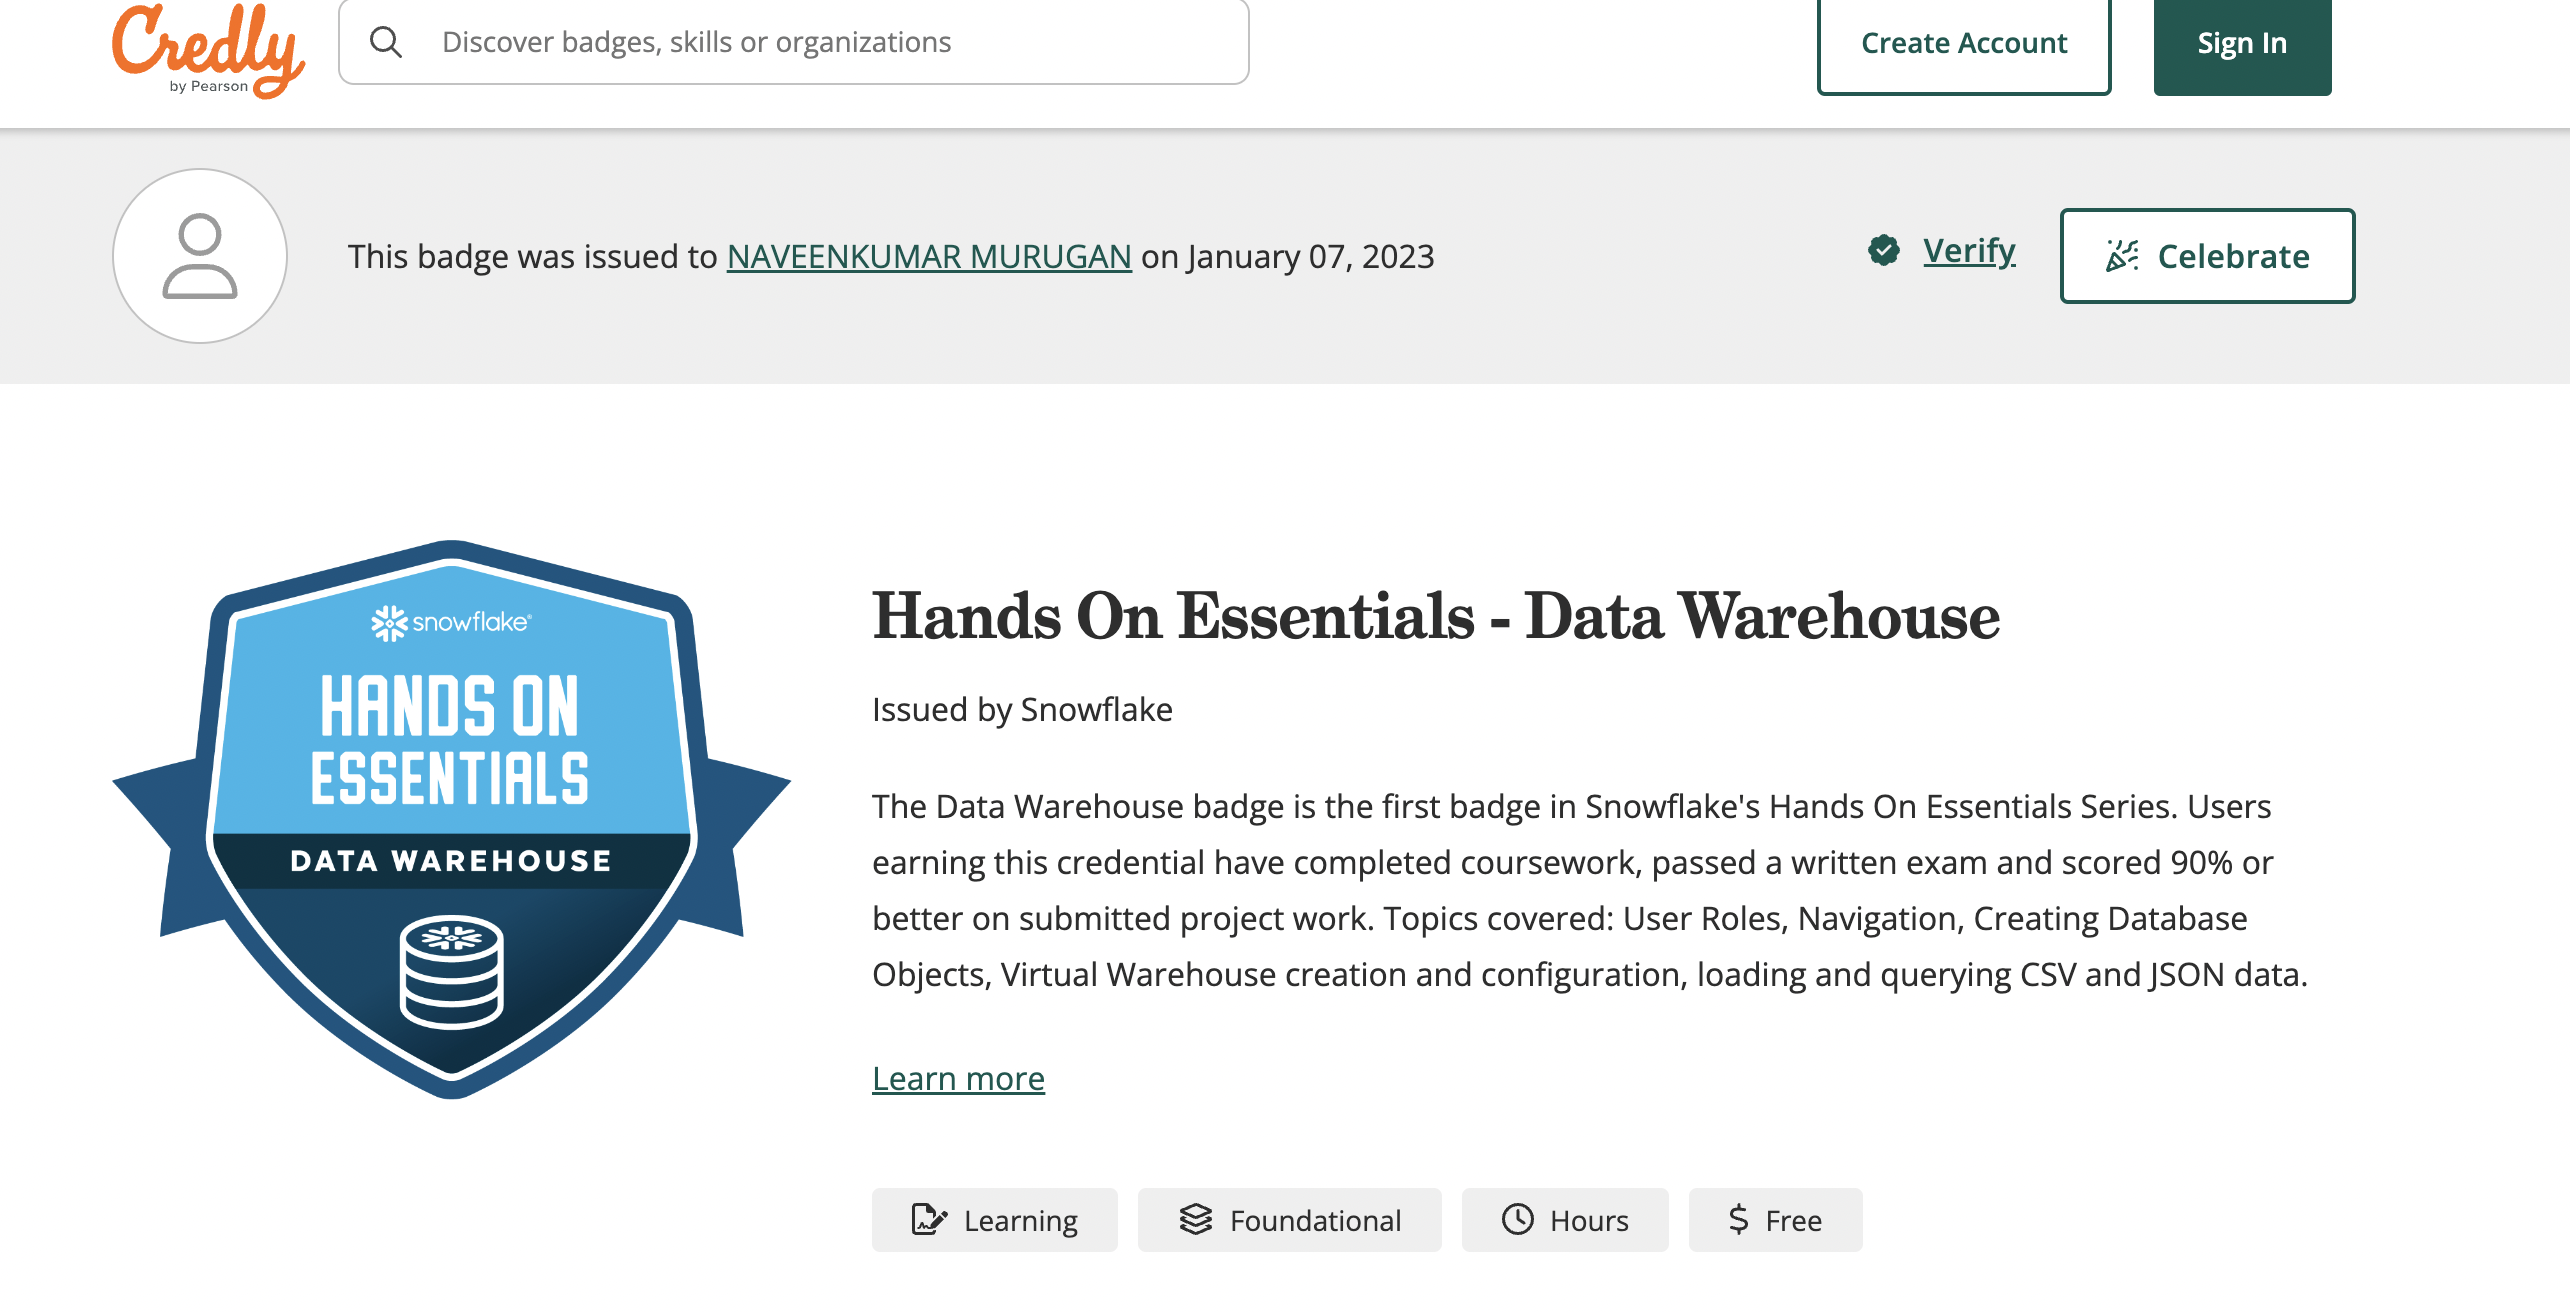 Credly
by Pearson
Discover badges, skills or organizations
Create Account
Sign In
This badge was issued to NAVEENKUMAR MURUGAN on January 07, 2023
Verify
Celebrate
snowflake®
HANDS ON
ESSENTIALS
DATA WAREHOUSE
Hands On Essentials - Data Warehouse
Issued by Snowflake
The Data Warehouse badge is the first badge in Snowflake's Hands On Essentials Series. Users
earning this credential have completed coursework, passed a written exam and scored 90% or
better on submitted project work. Topics covered: User Roles, Navigation, Creating Database
Objects, Virtual Warehouse creation and configuration, loading and querying CSV and JSON data.
Learn more
Learning
Foundational
Hours
$ Free